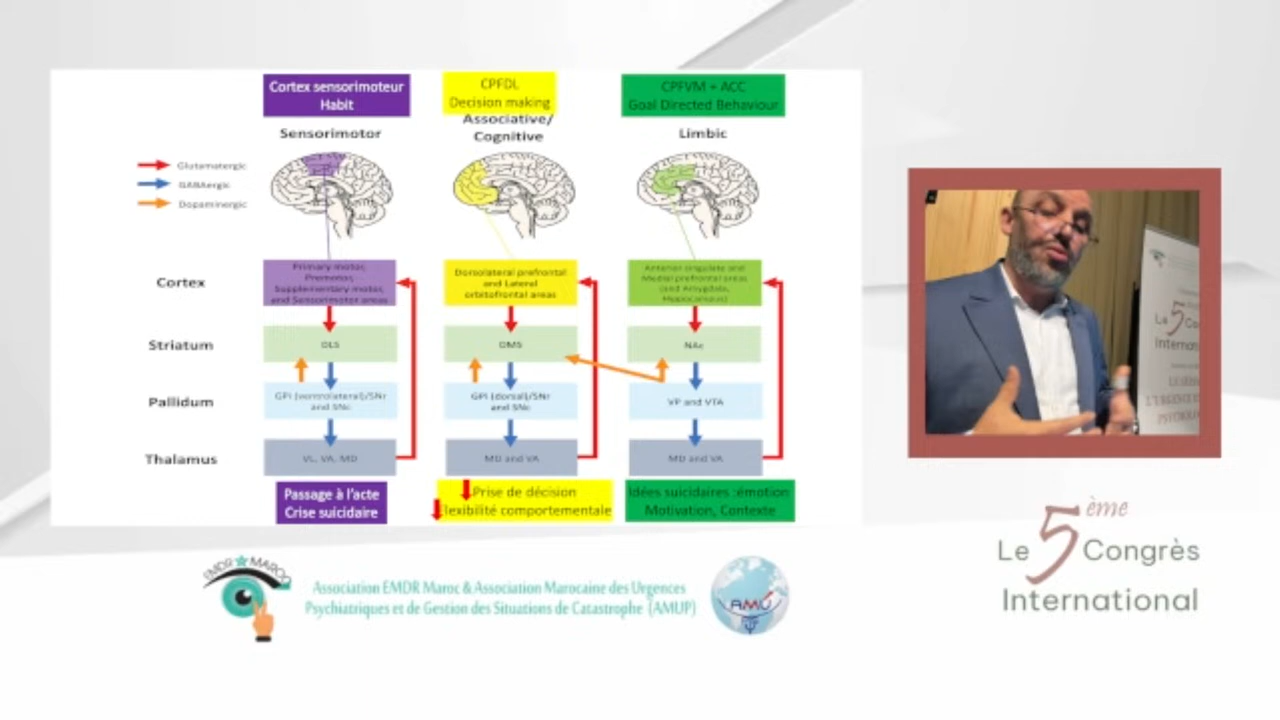 Cortex sensorimoteur
Habit
CPFDL
Decision making
CPFVM + ACC
Goal Directed Behaviour
Sensorimotor
Associative/
Cognitive
Limbic
Glutamatergic
GABAergic
Dopaminergic
Cortex
Primary motor,
Premotor,
Supplementary motor,
and Sensorimotor areas
Dorsolateral prefrontal
and Lateral
orbitofrontal areas
Anterior cingulate and
Medial prefrontal areas
(and Amygdala,
Hippocampus)
Striatum
DLS
DMS
NAc
Pallidum
GPi (ventrolateral)/SNr
and SNc
GPi (dorsal)/SNr
and SNc
VP and VTA
Thalamus
VL, VA, MD
MD and VA
MD and VA
Passage à l'acte
Crise suicidaire
Prise de décision
lexibilité comportementale
Idées suicidaires :émotion
Motivation, Contexte
EMDR MAROC
Association EMDR Maroc & Association Marocaine des Urgences
Psychiatriques et de Gestion des Situations de Catastrophe (AMUP)
AMU
Le 5
Internat
Le 5ème Congrès
International